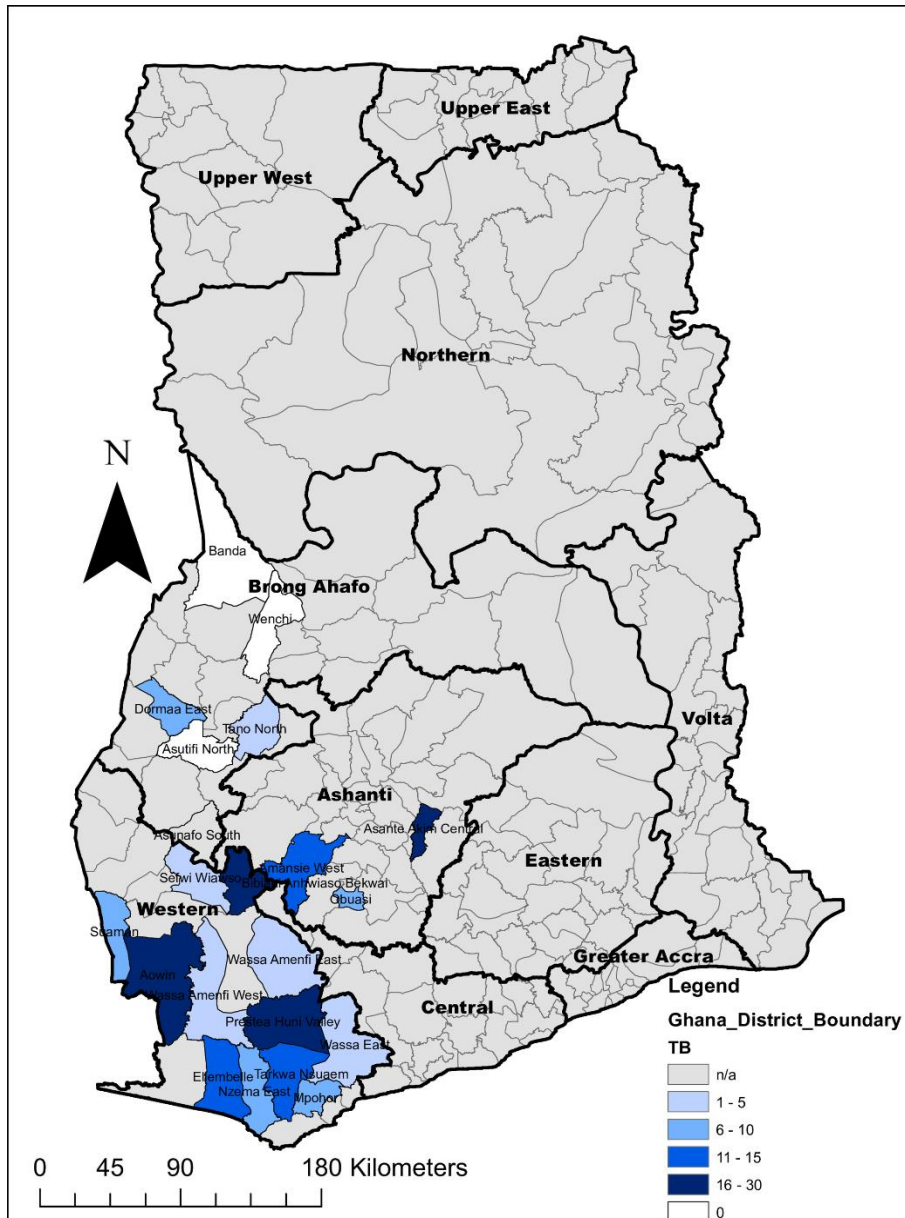 Upper East
Upper West
Northern
N
Banda
Brong Ahafo
Wenchi
Dormaa East
Tano North
Asutifi North
Volta
Ashanti
Asante Akim Central
Asunafo South
Eastern
Amansie West
Sefwi Wiawso
Bibiani Anhwiaso Bekwai
Obuasi
Western
Suaman
Wassa Amenfi East
Greater Accra
Aowin
Wassa Amenfi West
Central
Prestea Huni Valley
Wassa East
Ellembelle
Tarkwa Nsuaem
Nzema East
Mpohor
Legend
Ghana_District_Boundary
TB
n/a
1 - 5
6 - 10
11 - 15
16 - 30
0
0 45 90 180 Kilometers